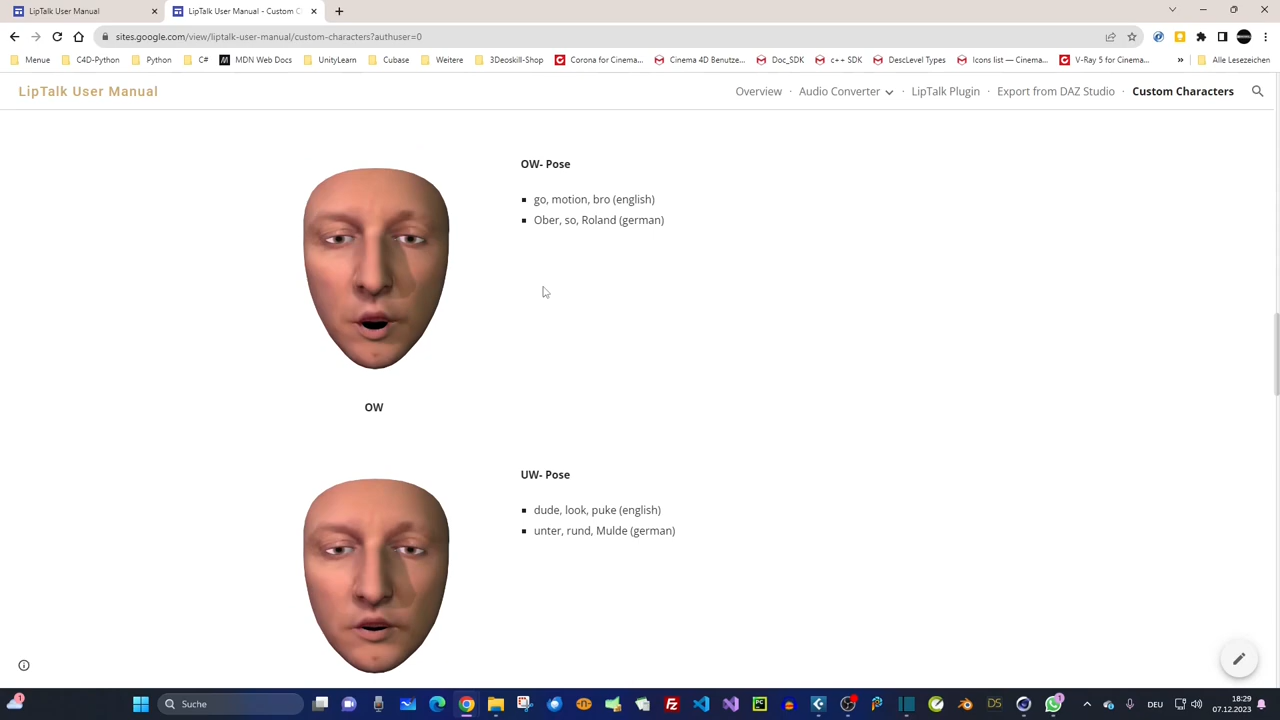 LipTalk User Manual
LipTalk User Manual - Custom C
sites.google.com/view/liptalk-user-manual/custom-characters?authuser=0
Menue
C4D-Python
Python
C#
MDN Web Docs
UnityLearn
Cubase
Weitere
3Deoskill-Shop
Corona for Cinema...
Cinema 4D Benutze...
Doc_SDK
c++ SDK
DescLevel Types
Icons list — Cinema...
V-Ray 5 for Cinema...
»
Alle Lesezeichen
LipTalk User Manual
Overview · Audio Converter · LipTalk Plugin · Export from DAZ Studio · Custom Characters
OW- Pose
go, motion, bro (english)
Ober, so, Roland (german)
OW
UW- Pose
dude, look, puke (english)
unter, rund, Mulde (german)
1
Suche
1
DEU
18:29
07.12.2023